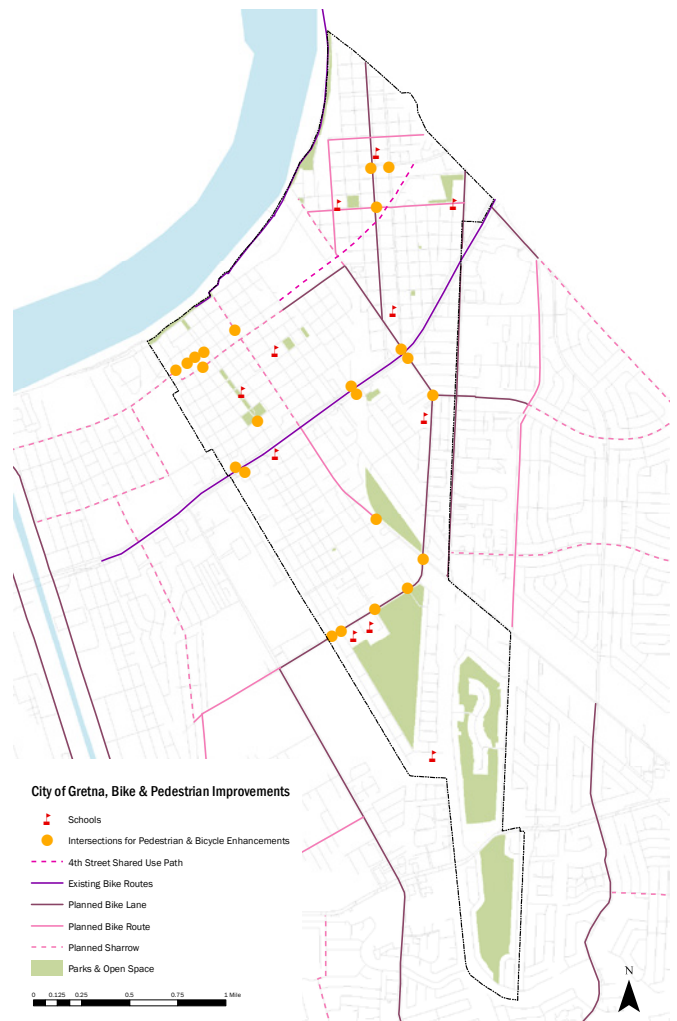 City of Gretna, Bike & Pedestrian Improvements
Schools
Intersections for Pedestrian & Bicycle Enhancements
4th Street Shared Use Path
Existing Bike Routes
Planned Bike Lane
Planned Bike Route
Planned Sharrow
Parks & Open Space
0 0.125 0.25 0.5 0.75 1 Mile
N